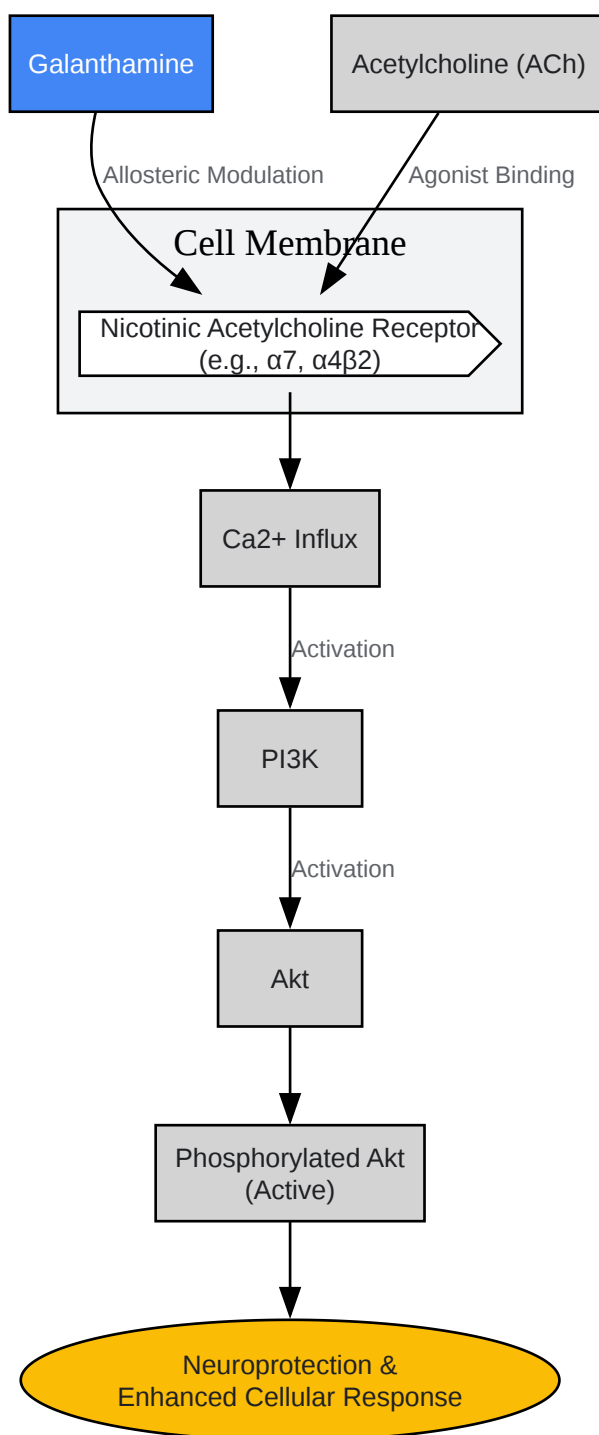 Galanthamine
Acetylcholine (ACh)
Allosteric Modulation
Agonist Binding
Cell Membrane
Nicotinic Acetylcholine Receptor
(e.g., α7, α4β2)
Ca2+ Influx
Activation
PI3K
Activation
Akt
Phosphorylated Akt
(Active)
Neuroprotection &
Enhanced Cellular Response